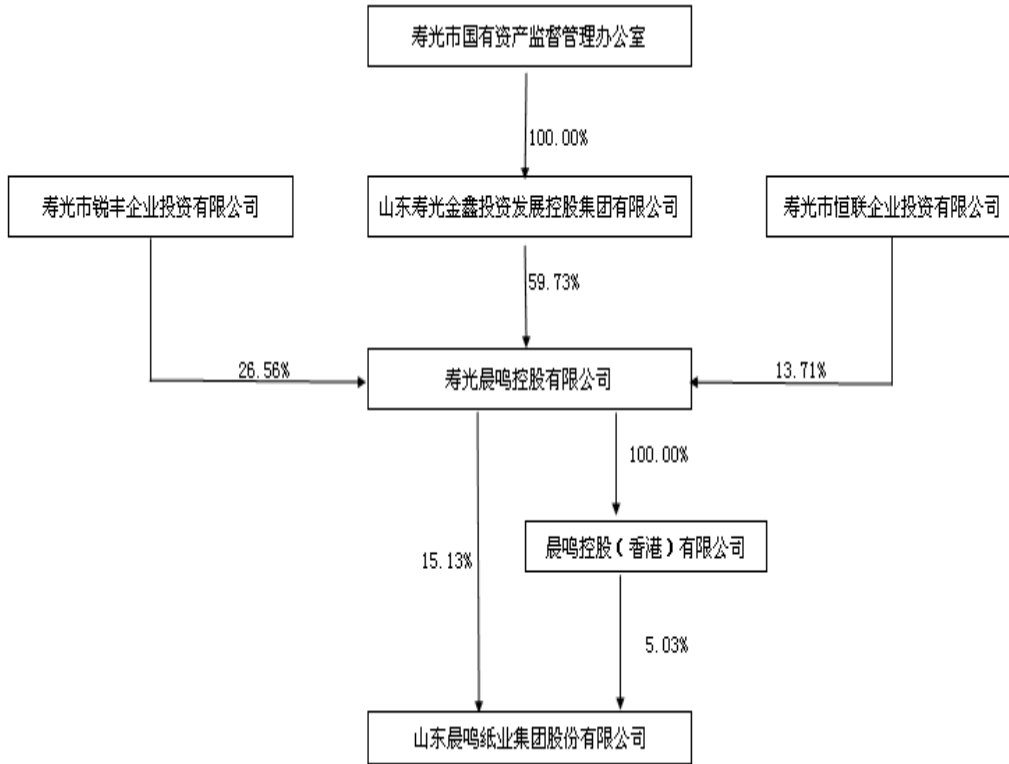 寿光市国有资产监督管理办公室
100.00%
寿光市锐丰企业投资有限公司
山东寿光金鑫投资发展控股集团有限公司
寿光市恒联企业投资有限公司
59.73%
26.56%
寿光晨鸣控股有限公司
13.71%
100.00%
晨鸣控股（香港）有限公司
15.13%
5.03%
山东晨鸣纸业集团股份有限公司